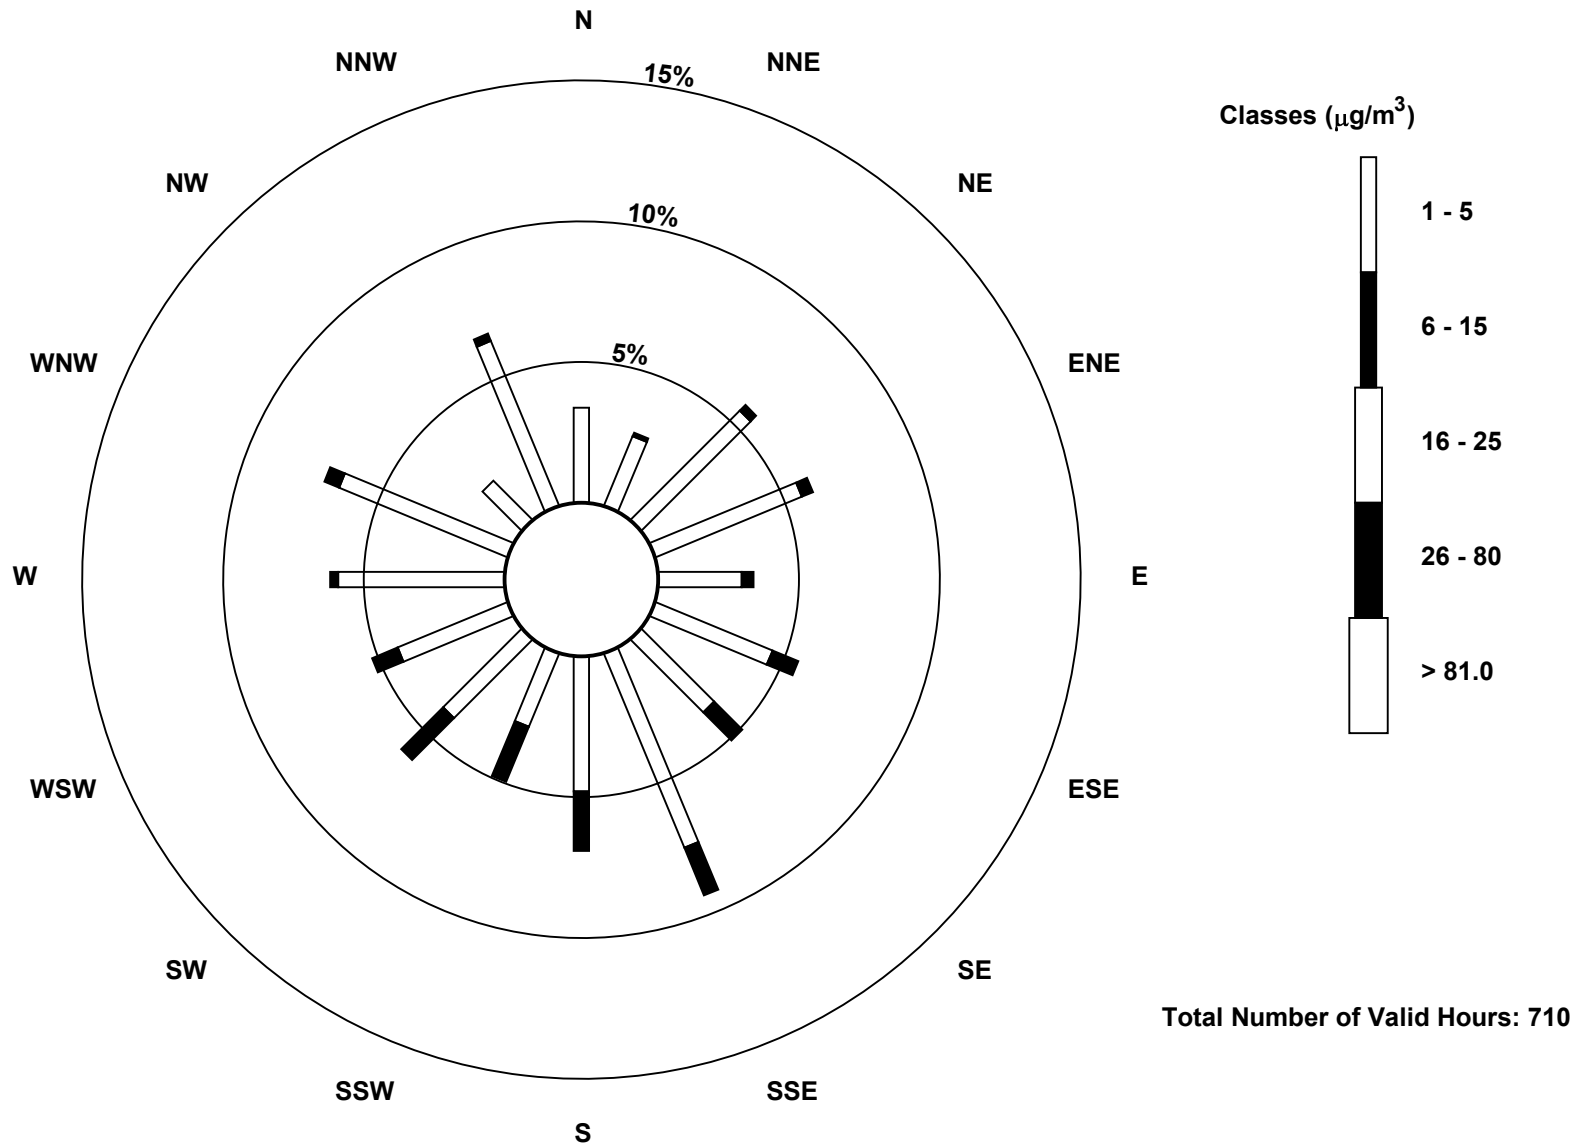 N
NNW
NNE
15%
Classes (μg/m³)
NW
NE
10%
1 - 5
6 - 15
5%
WNW
ENE
16 - 25
26 - 80
W
E
> 81.0
WSW
ESE
SW
SE
Total Number of Valid Hours: 710
SSW
SSE
S